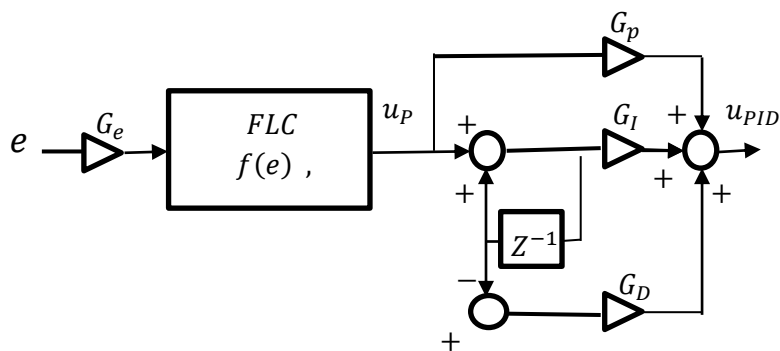 G_p
e
G_e
FLC
f(e) ,
u_P
+
+
G_I
+
+
u_PID
+
Z^{-1}
−
+
G_D